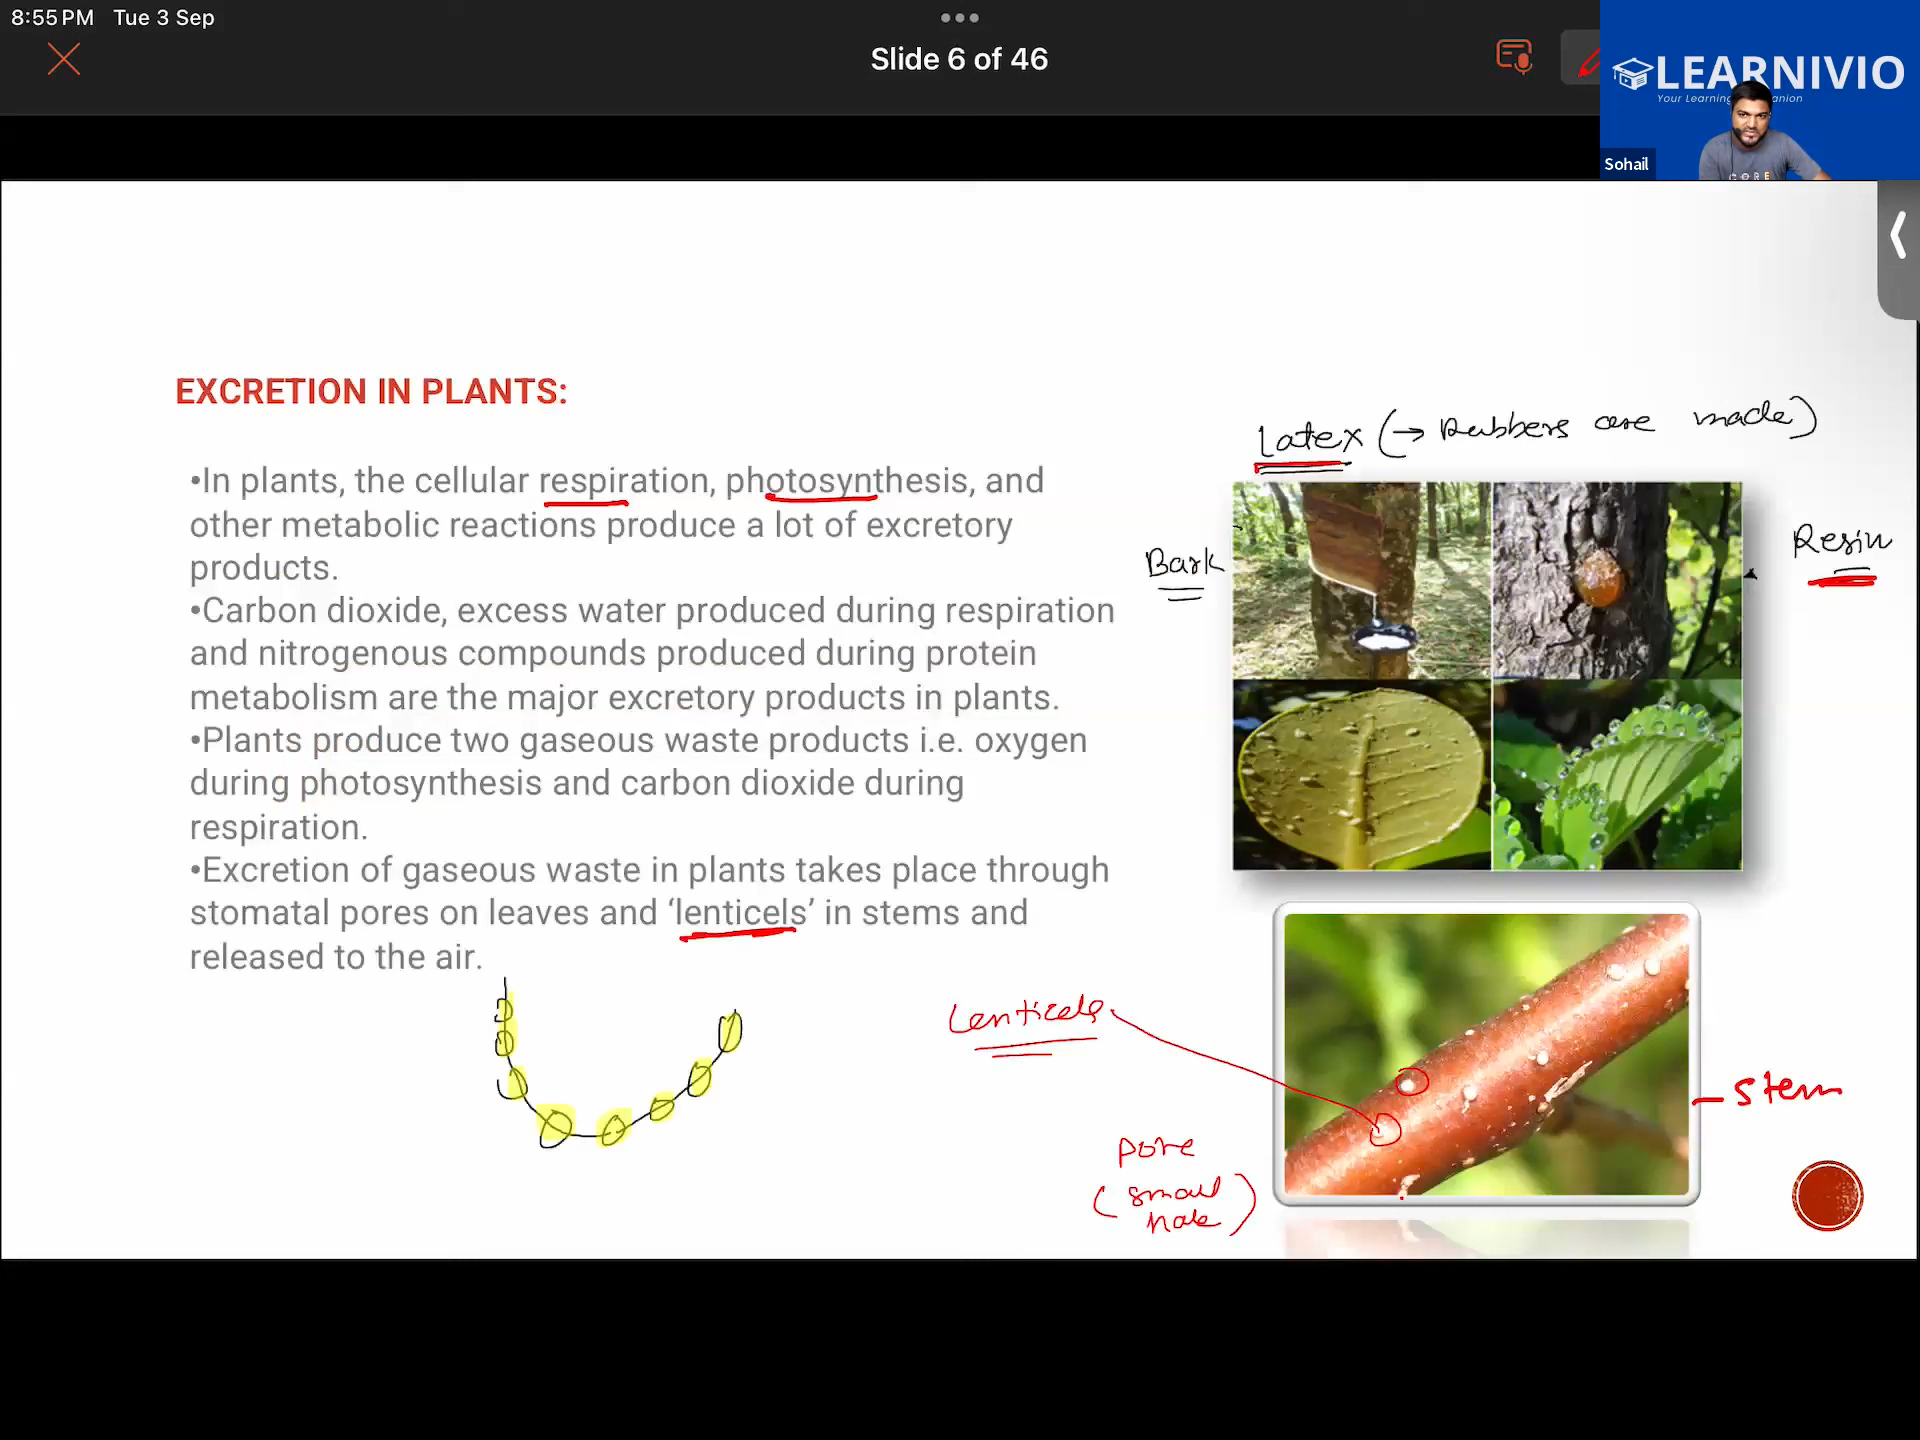 8:55 PM Tue 3 Sep
Slide 6 of 46
LEARNIVIO
Your Learning
Sohail
CORE
EXCRETION IN PLANTS:
•In plants, the cellular respiration, photosynthesis, and
other metabolic reactions produce a lot of excretory
products.
•Carbon dioxide, excess water produced during respiration
and nitrogenous compounds produced during protein
metabolism are the major excretory products in plants.
•Plants produce two gaseous waste products i.e. oxygen
during photosynthesis and carbon dioxide during
respiration.
•Excretion of gaseous waste in plants takes place through
stomatal pores on leaves and ‘lenticels’ in stems and
released to the air.
Latex (→ Rubbers are made)
Bark
Resin
Lenticels
Stem
pore
(small
hole)